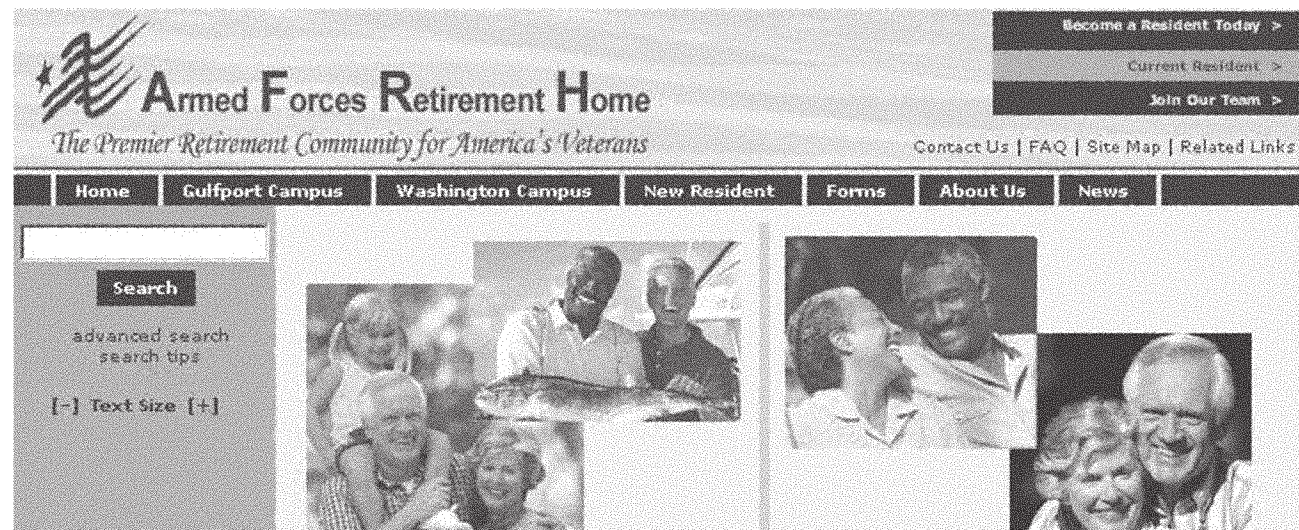 Become a Resident Today >
Current Resident >
Join Our Team >
Armed Forces Retirement Home
The Premier Retirement Community for America's Veterans
Contact Us | FAQ | Site Map | Related Links
Home Gulfport Campus Washington Campus New Resident Forms About Us News
Search
advanced search
search tips
[-] Text Size [+]